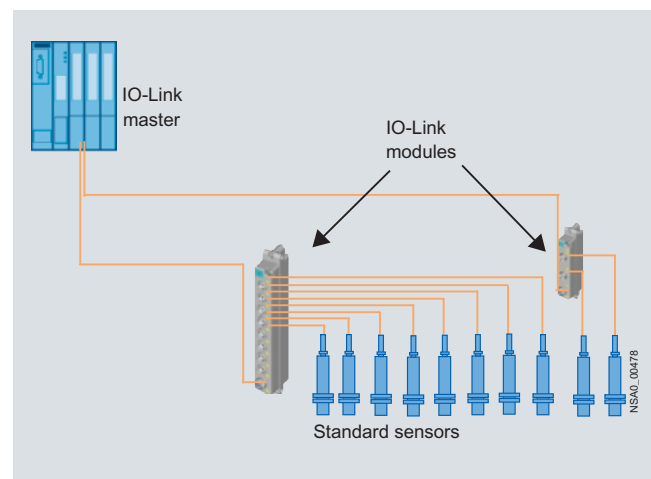 IO-Link
master
IO-Link
modules
Standard sensors
NSA0_00478